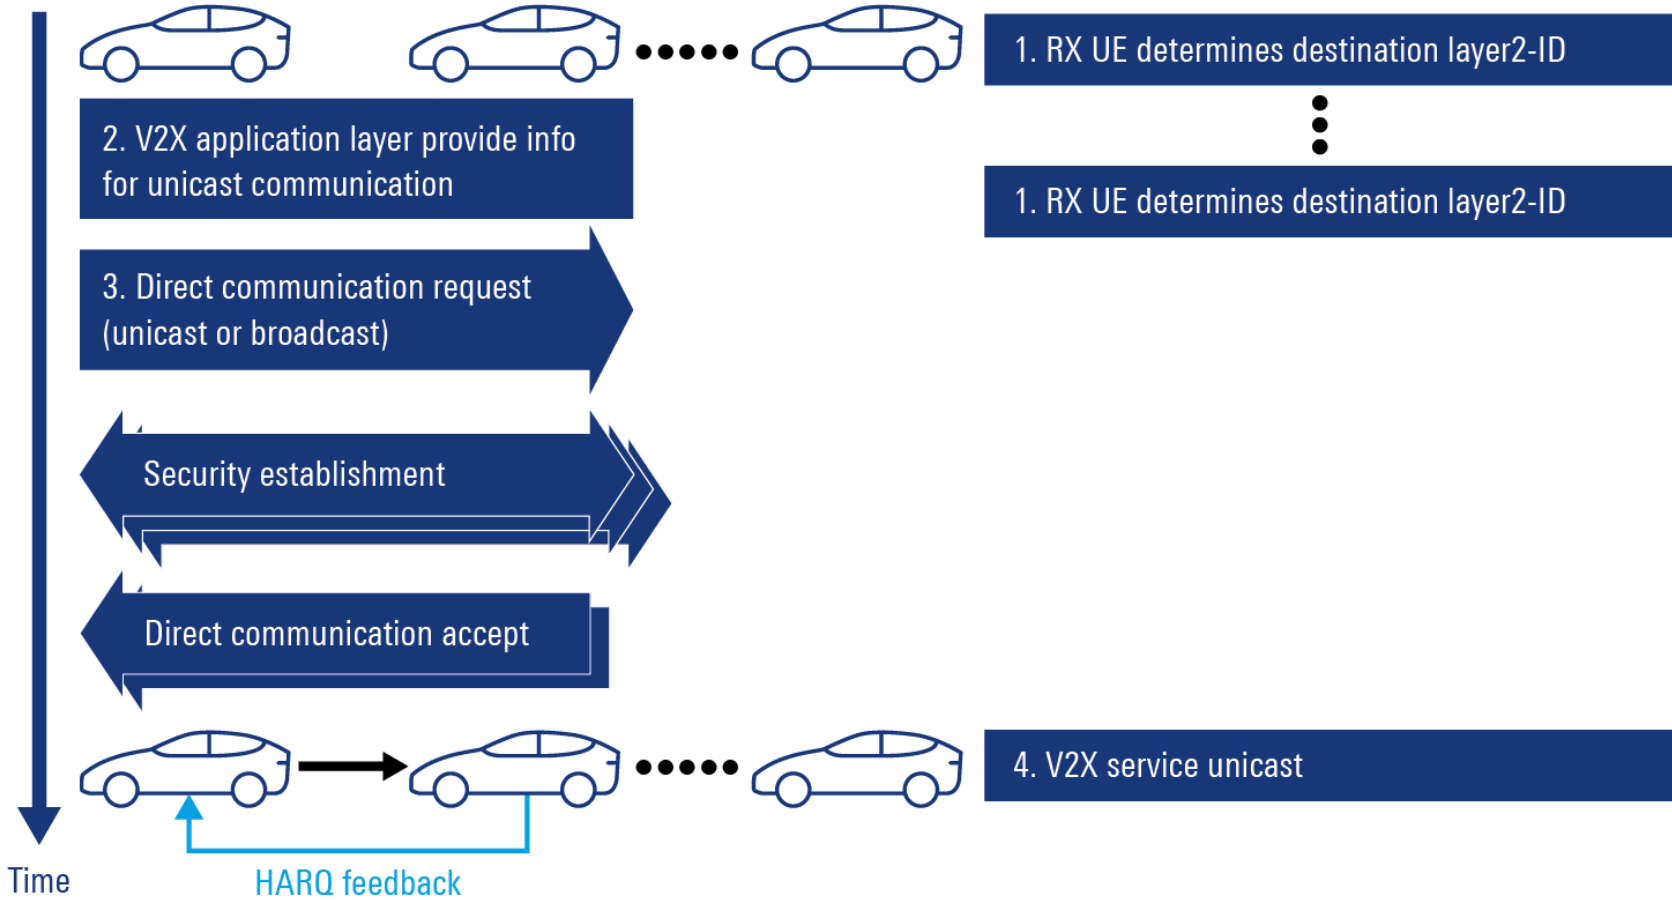 1. RX UE determines destination layer2-ID
2. V2X application layer provide info
for unicast communication
1. RX UE determines destination layer2-ID
3. Direct communication request
(unicast or broadcast)
Security establishment
Direct communication accept
4. V2X service unicast
Time
HARQ feedback